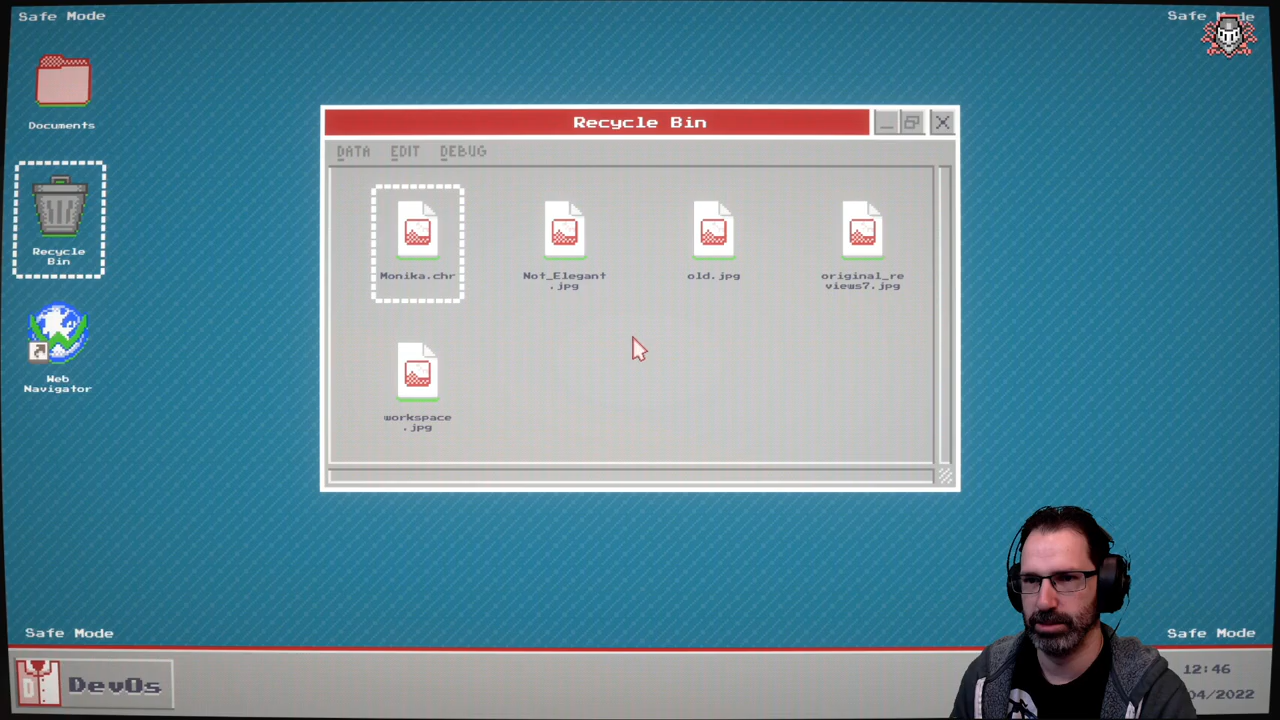 Safe Mode
Safe Mode
Documents
Recycle Bin
DATA EDIT DEBUG
Recycle
Bin
Monika.chr
Not_Elegant
.jpg
old.jpg
original_re
views7.jpg
Web
Navigator
workspace
.jpg
Safe Mode
Safe Mode
D
DevOs
12:46
04/2022